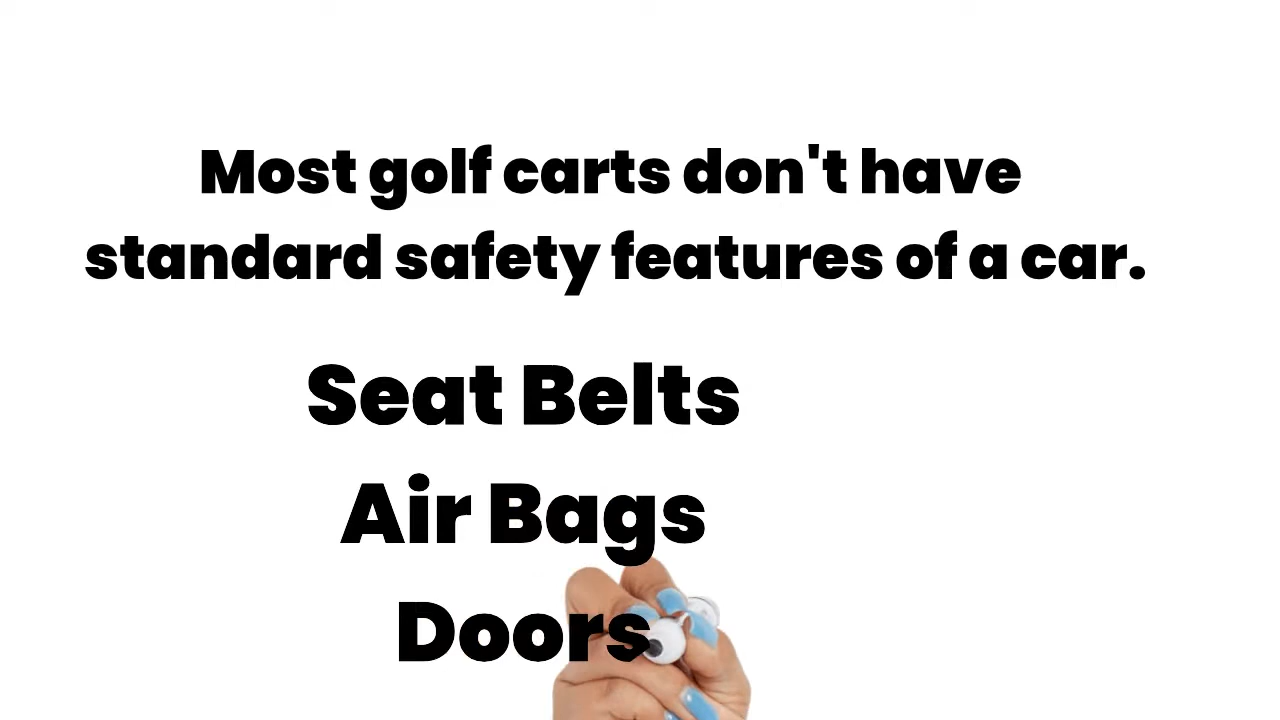 Most golf carts don't have
standard safety features of a car.
Seat Belts
Air Bags
Doors